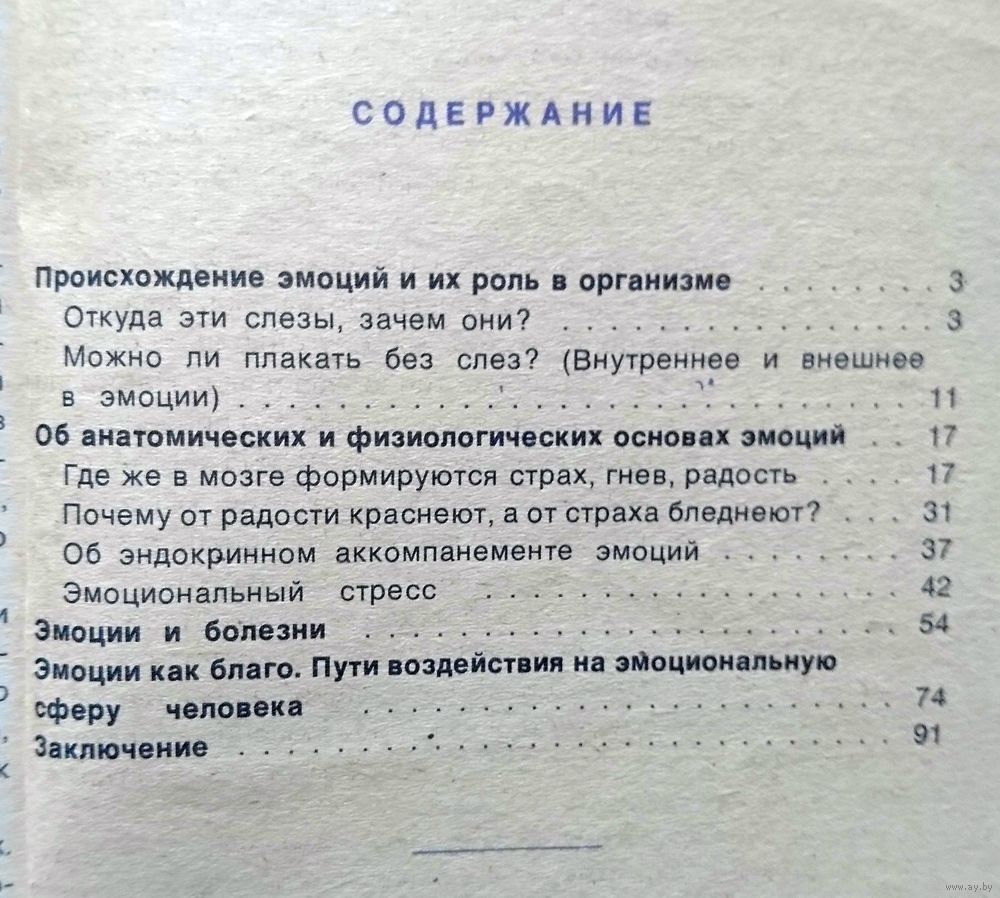 СОДЕРЖАНИЕ
Происхождение эмоций и их роль в организме . . . . . . . . 3
Откуда эти слезы, зачем они? . . . . . . . . . . . . . . . 3
Можно ли плакать без слез? (Внутреннее и внешнее
в эмоции) . . . . . . . . . . . . . . . . . . . . . . . . 11
Об анатомических и физиологических основах эмоций . . 17
Где же в мозге формируются страх, гнев, радость . . . . 17
Почему от радости краснеют, а от страха бледнеют? . . . 31
Об эндокринном аккомпанементе эмоций . . . . . . . . 37
Эмоциональный стресс . . . . . . . . . . . . . . . . 42
Эмоции и болезни . . . . . . . . . . . . . . . . . . . . 54
Эмоции как благо. Пути воздействия на эмоциональную
сферу человека . . . . . . . . . . . . . . . . . . . . 74
Заключение . . . . . . . . . . . . . . . . . . . . . . . 91
www.ay.by